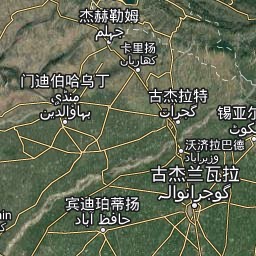 杰赫勒姆
جہلم
卡里扬
کھاریاں
门迪伯哈乌丁
منڈی
بہاؤالدین
古杰拉特
گجرات
锡亚尔
کوٹ
沃济拉巴德
وزیرآباد
古杰兰瓦拉
گوجرانوالہ
宾迪珀蒂扬
حافظ آباد